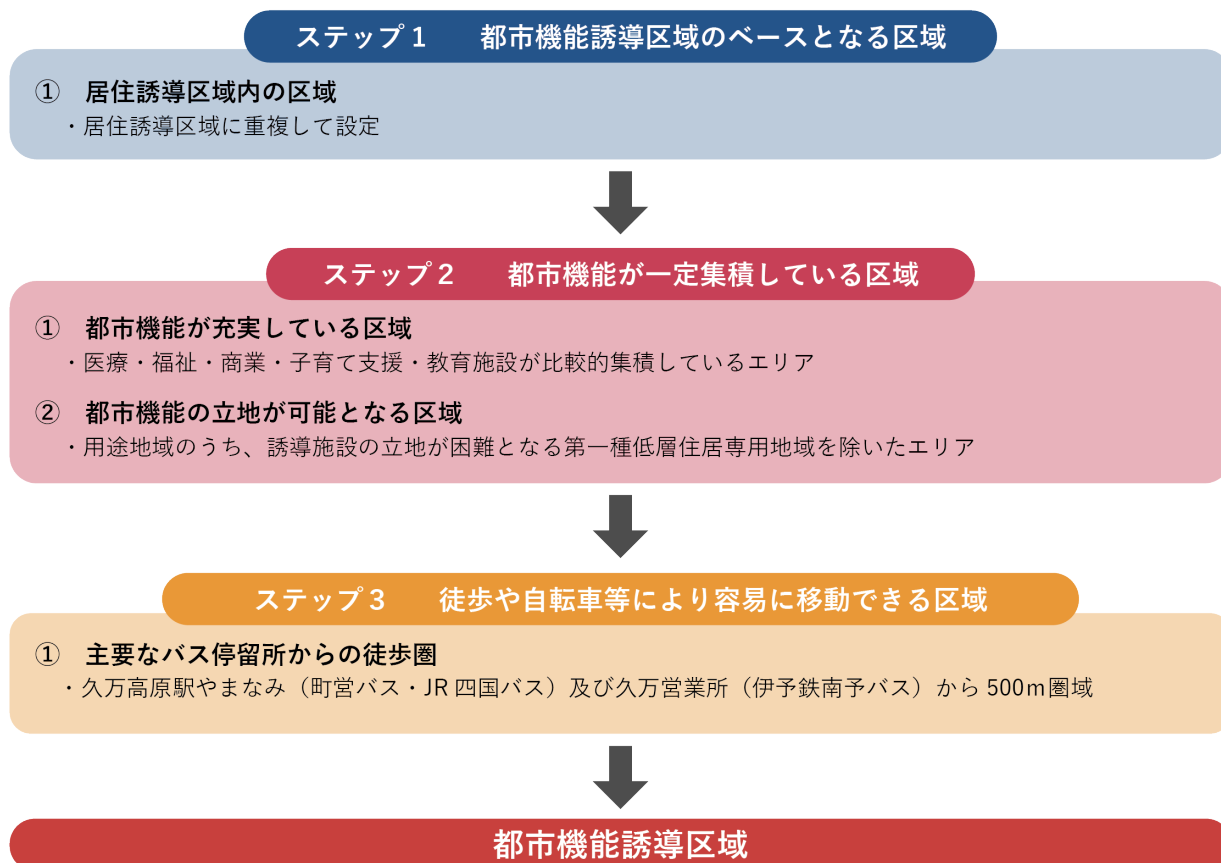 ステップ1　都市機能誘導区域のベースとなる区域
①　居住誘導区域内の区域
・居住誘導区域に重複して設定
ステップ2　都市機能が一定集積している区域
①　都市機能が充実している区域
・医療・福祉・商業・子育て支援・教育施設が比較的集積しているエリア
②　都市機能の立地が可能となる区域
・用途地域のうち、誘導施設の立地が困難となる第一種低層住居専用地域を除いたエリア
ステップ3　徒歩や自転車等により容易に移動できる区域
①　主要なバス停留所からの徒歩圏
・久万高原駅やまなみ（町営バス・JR四国バス）及び久万営業所（伊予鉄南予バス）から500m圏域
都市機能誘導区域